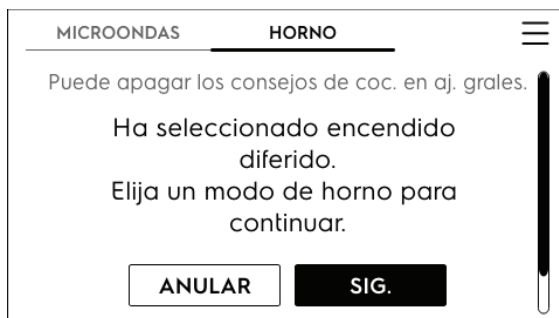 MICROONDAS HORNO
Puede apagar los consejos de coc. en aj. grales.
Ha seleccionado encendido
diferido.
Elija un modo de horno para
continuar.
ANULAR SIG.